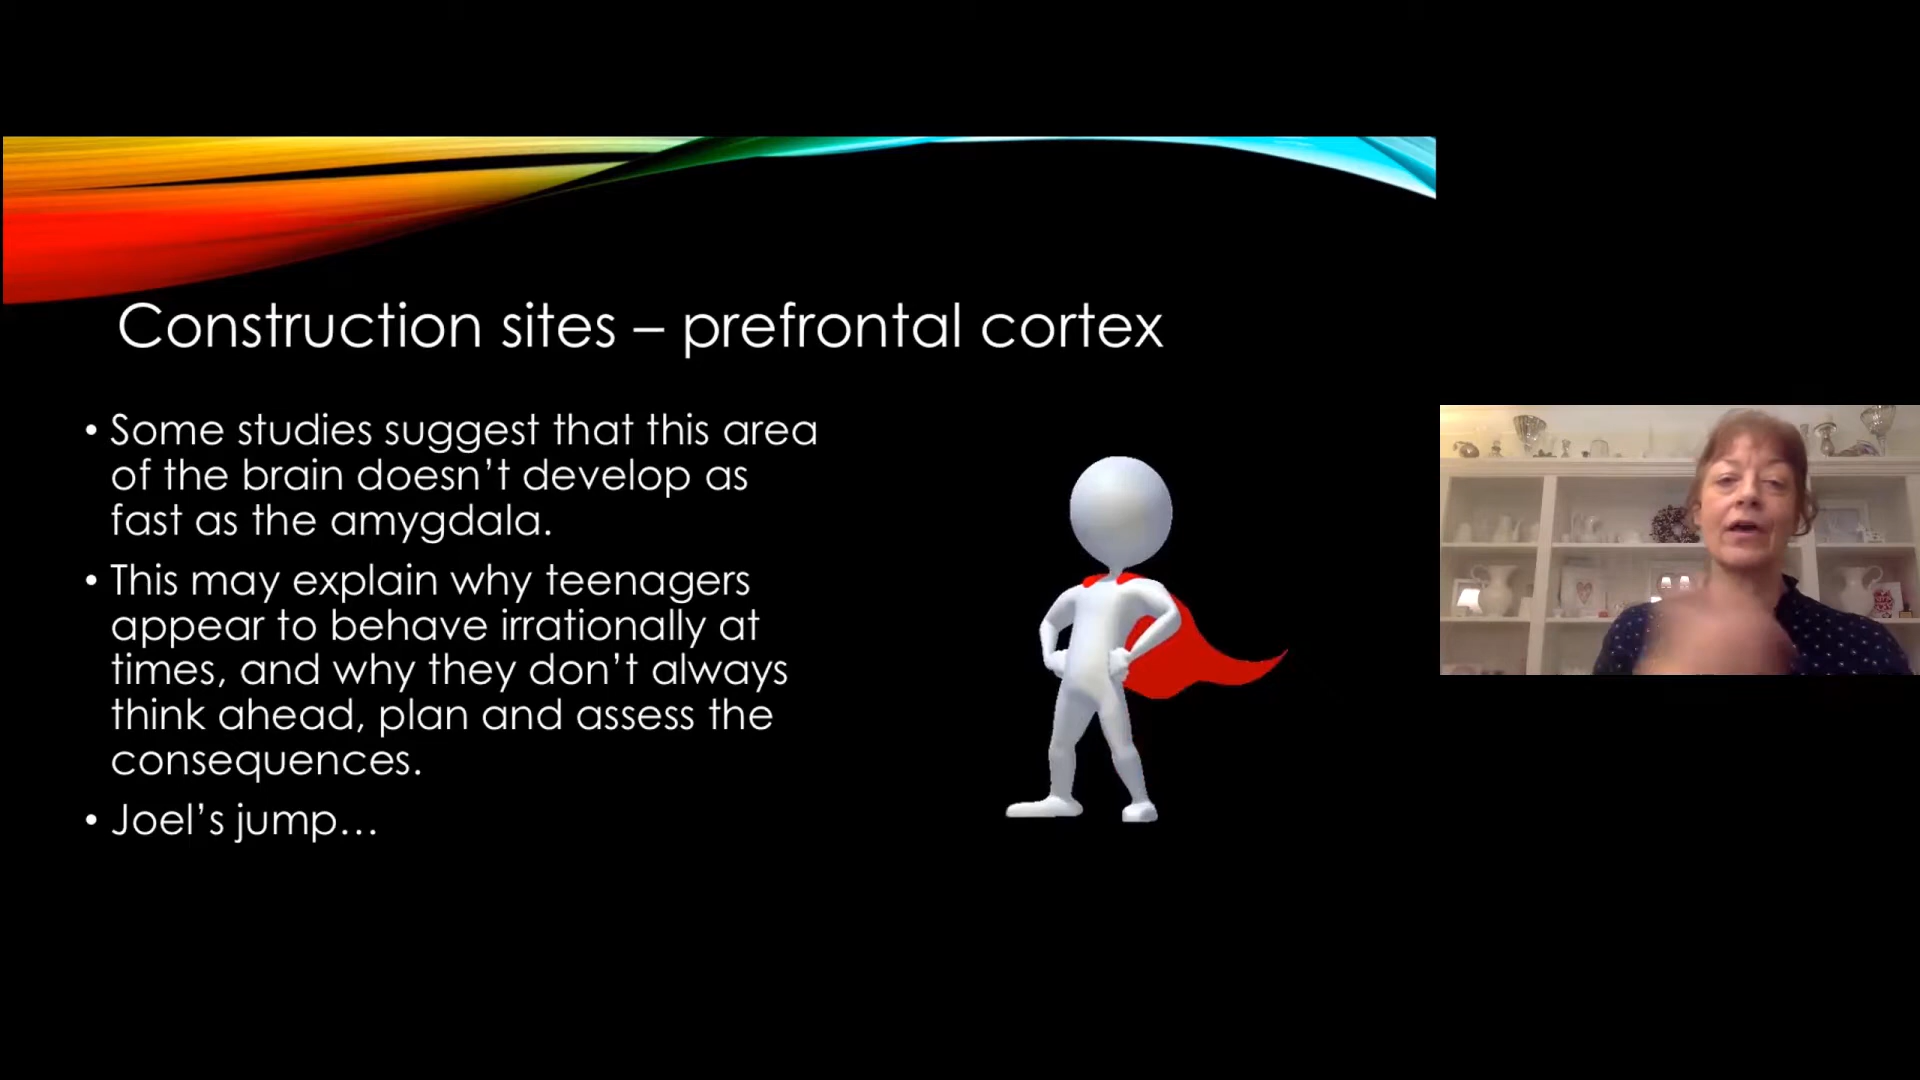 Construction sites – prefrontal cortex
• Some studies suggest that this area
of the brain doesn’t develop as
fast as the amygdala.
• This may explain why teenagers
appear to behave irrationally at
times, and why they don’t always
think ahead, plan and assess the
consequences.
• Joel’s jump…